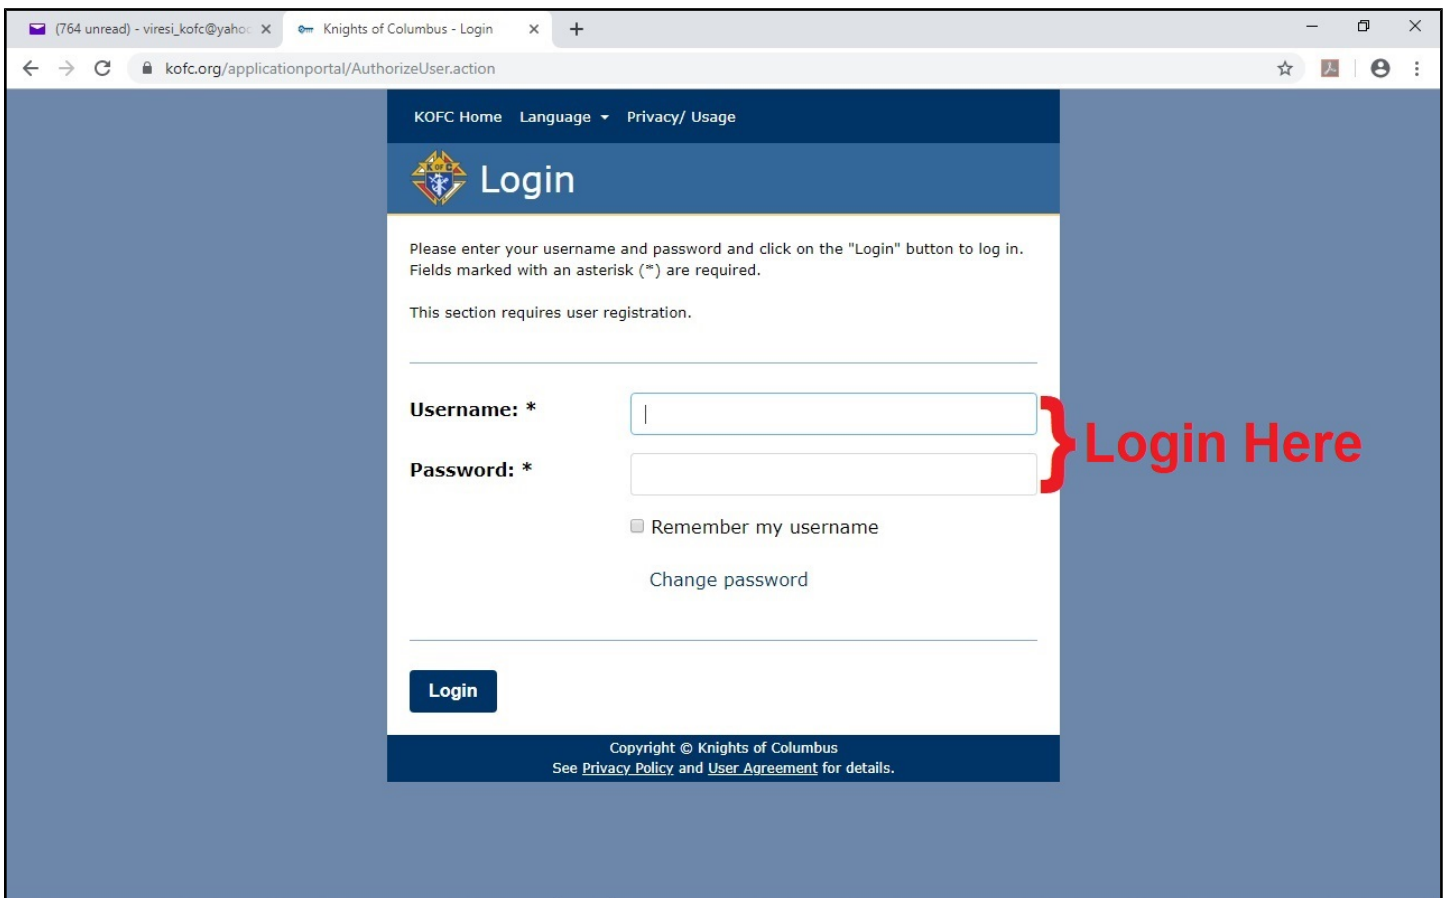 (764 unread) - viresi_kofc@yahoo
Knights of Columbus - Login
kofc.org/applicationportal/AuthorizeUser.action
KOFC Home Language Privacy/ Usage
K OF C
Login
Please enter your username and password and click on the "Login" button to log in.
Fields marked with an asterisk (*) are required.
This section requires user registration.
Username: *
Login Here
Password: *
Remember my username
Change password
Login
Copyright © Knights of Columbus
See Privacy Policy and User Agreement for details.